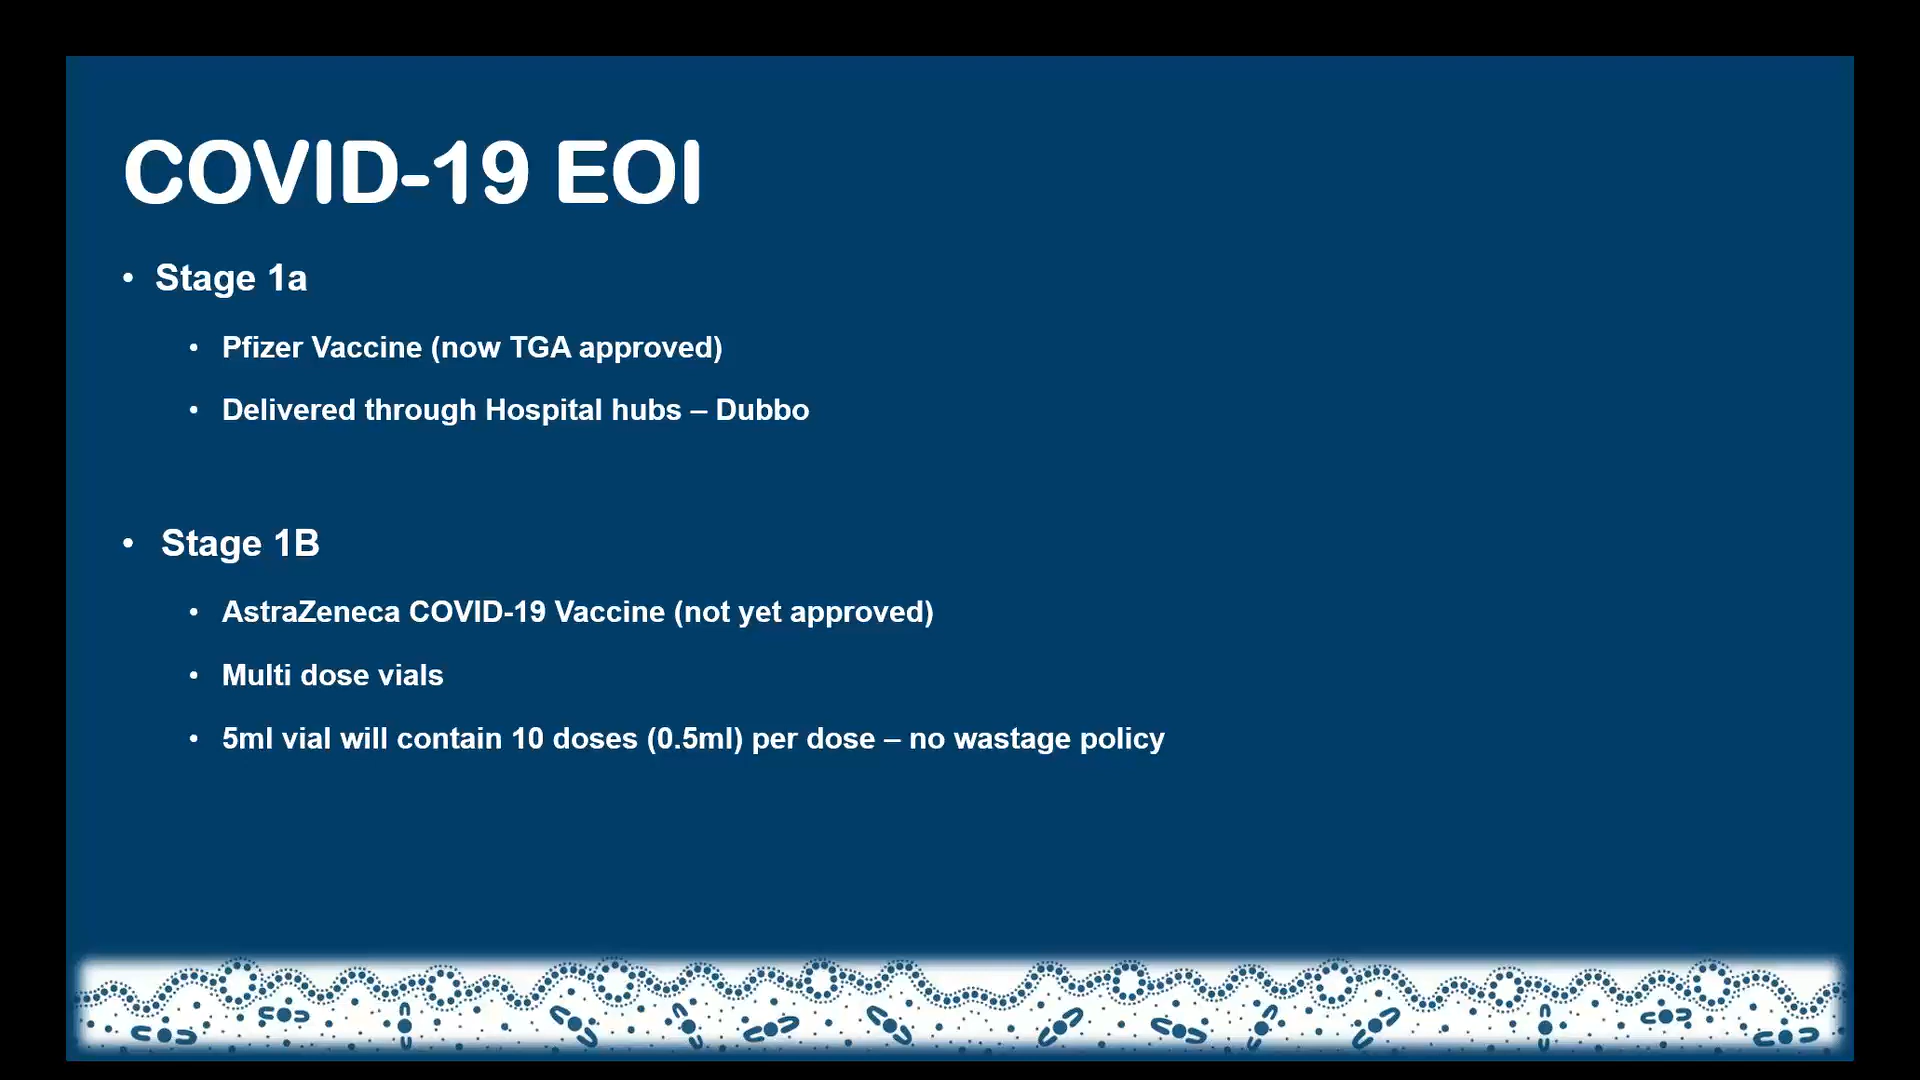 COVID-19 EOI
• Stage 1a
• Pfizer Vaccine (now TGA approved)
• Delivered through Hospital hubs – Dubbo
• Stage 1B
• AstraZeneca COVID-19 Vaccine (not yet approved)
• Multi dose vials
• 5ml vial will contain 10 doses (0.5ml) per dose – no wastage policy